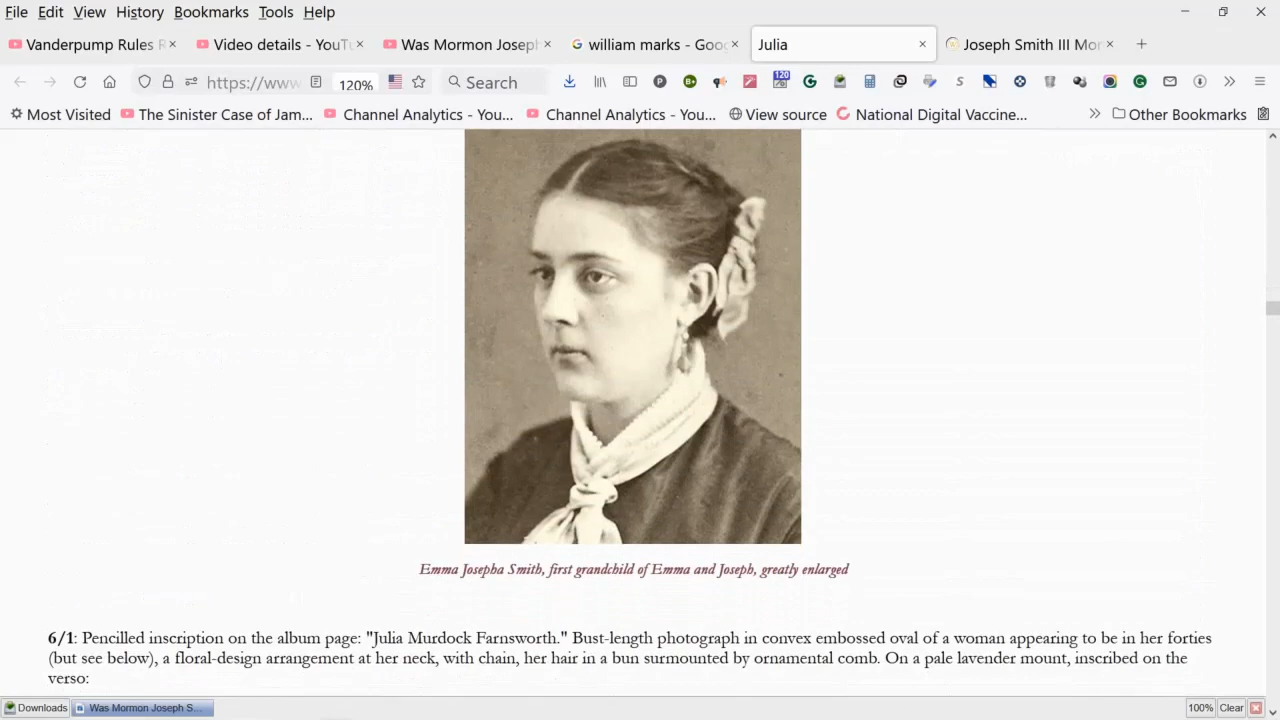 File Edit View History Bookmarks Tools Help
Vanderpump Rules R Video details - YouT Was Mormon Joseph william marks - Goo Julia Joseph Smith III Mor
https://www 120% Search 120
Most Visited The Sinister Case of Jam... Channel Analytics - You... Channel Analytics - You... View source National Digital Vaccine... Other Bookmarks
Emma Josepha Smith, first grandchild of Emma and Joseph, greatly enlarged
6/1: Pencilled inscription on the album page: "Julia Murdock Farnsworth." Bust-length photograph in convex embossed oval of a woman appearing to be in her forties
(but see below), a floral-design arrangement at her neck, with chain, her hair in a bun surmounted by ornamental comb. On a pale lavender mount, inscribed on the
verso:
Downloads Was Mormon Joseph S... 100% Clear